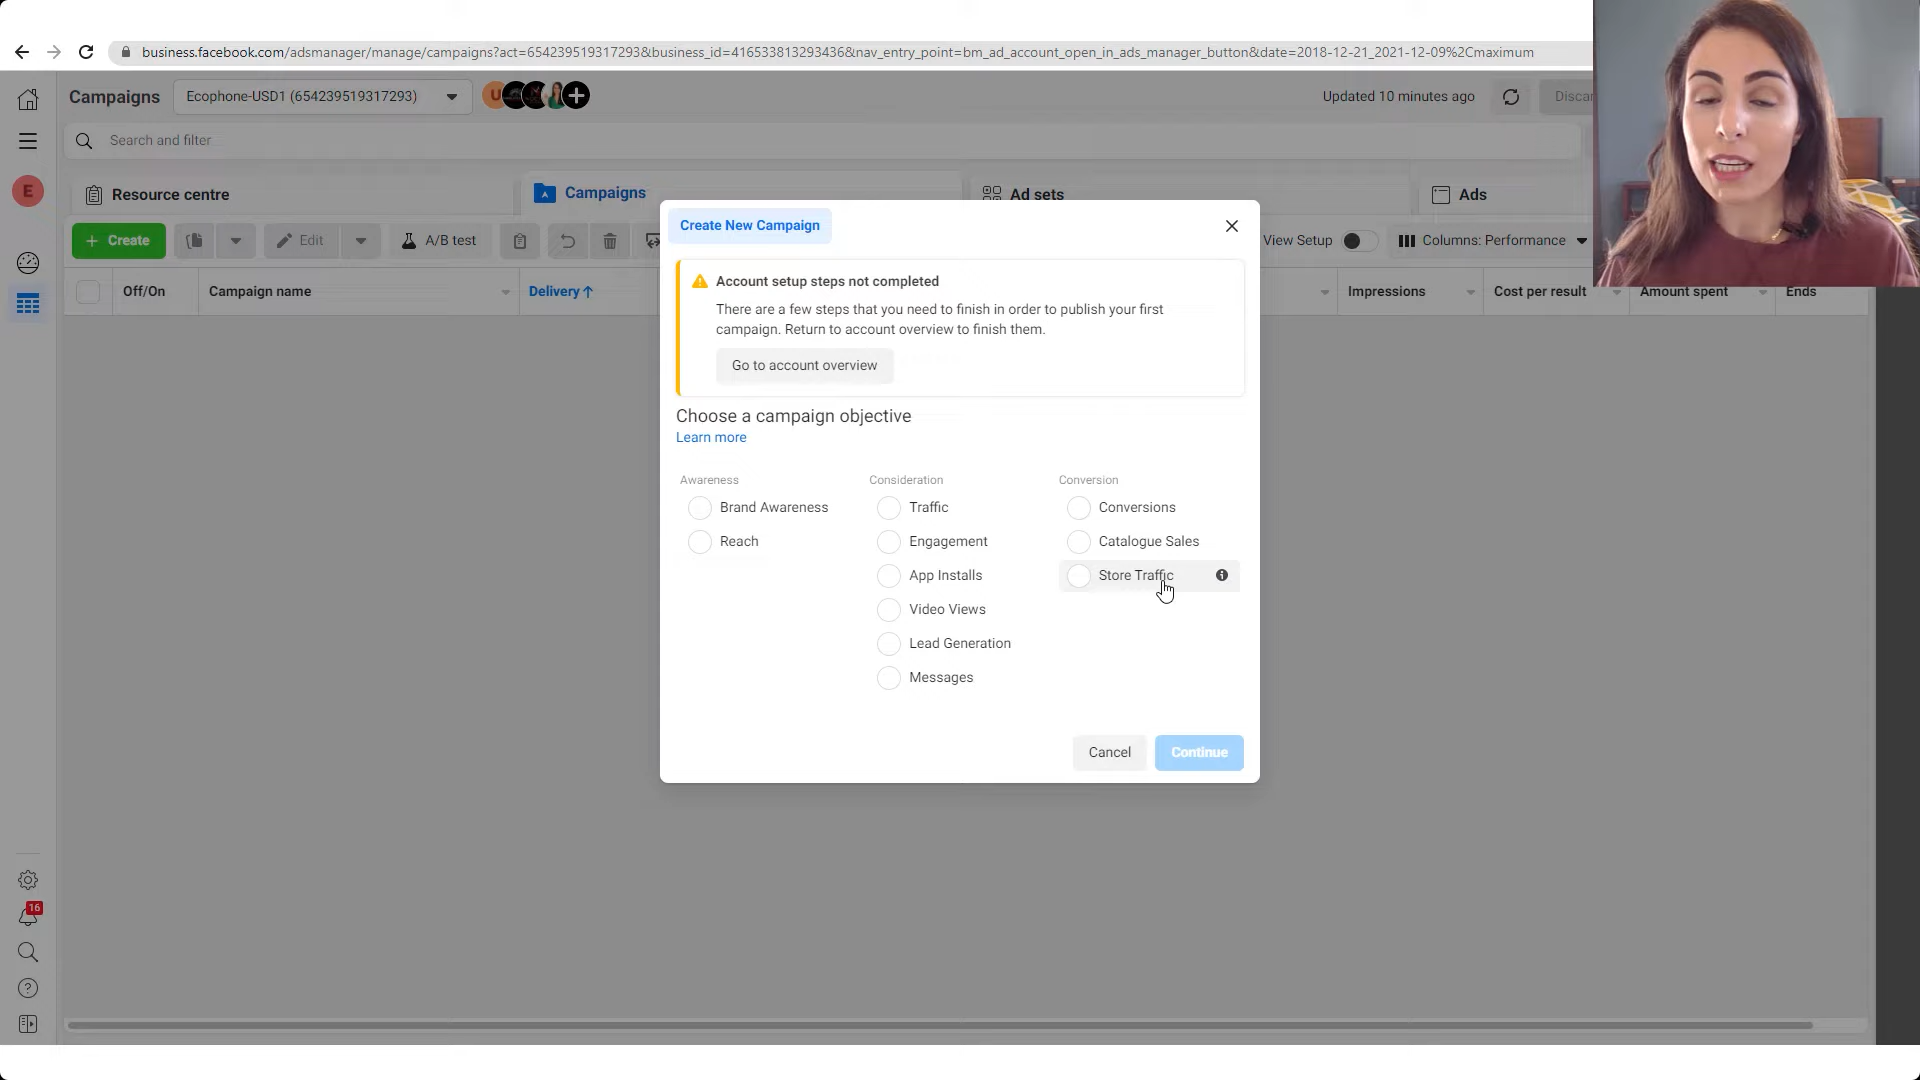 business.facebook.com/adsmanager/manage/campaigns?act=654239519317293&business_id=416533813293436&nav_entry_point=bm_ad_account_open_in_ads_manager_button&date=2018-12-21_2021-12-09%2Cmaximum
Campaigns
Ecophone-USD1 (654239519317293)
U
Updated 10 minutes ago
Search and filter
E
Resource centre
Campaigns
Ad sets
Ads
+ Create
Edit
A/B test
View Setup
Columns: Performance
Off/On
Campaign name
Delivery ↑
Impressions
Cost per result
Amount spent
Ends
Create New Campaign
Account setup steps not completed
There are a few steps that you need to finish in order to publish your first
campaign. Return to account overview to finish them.
Go to account overview
Choose a campaign objective
Learn more
Awareness
Brand Awareness
Reach
Consideration
Traffic
Engagement
App Installs
Video Views
Lead Generation
Messages
Conversion
Conversions
Catalogue Sales
Store Traffic
Cancel
Continue
16